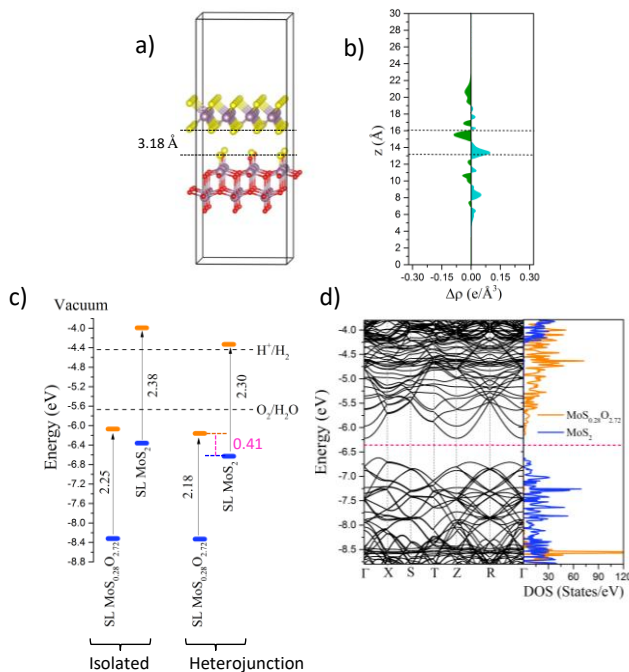 a)
3.18 Å
b)
30
28
26
24
22
20
18
16
14
12
10
8
6
4
2
0
z (Å)
-0.30 -0.15 0.00 0.15 0.30
Δρ (e/Å³)
c)
Vacuum
-4.0
-4.4
-4.8
-5.2
-5.6
-6.0
-6.4
-6.8
-7.2
-7.6
-8.0
-8.4
-8.8
Energy (eV)
H⁺/H₂
O₂/H₂O
2.38
2.30
2.25
2.18
0.41
SL MoS₂
SL MoS₂
SL MoS₀.₂₈O₂.₇₂
SL MoS₀.₂₈O₂.₇₂
Isolated
Heterojunction
d)
-4.0
-4.5
-5.0
-5.5
-6.0
-6.5
-7.0
-7.5
-8.0
-8.5
Energy (eV)
MoS₀.₂₈O₂.₇₂
MoS₂
Γ X S T Z R Γ
30 60 90 120
DOS (States/eV)